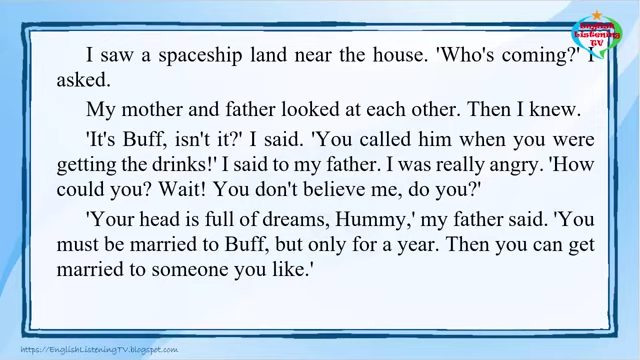 English
Listening
TV
I saw a spaceship land near the house. 'Who's coming?' I
asked.
My mother and father looked at each other. Then I knew.
'It's Buff, isn't it?' I said. 'You called him when you were
getting the drinks!' I said to my father. I was really angry. 'How
could you? Wait! You don't believe me, do you?'
'Your head is full of dreams, Hummy,' my father said. 'You
must be married to Buff, but only for a year. Then you can get
married to someone you like.'
https://EnglishListeningTV.blogspot.com